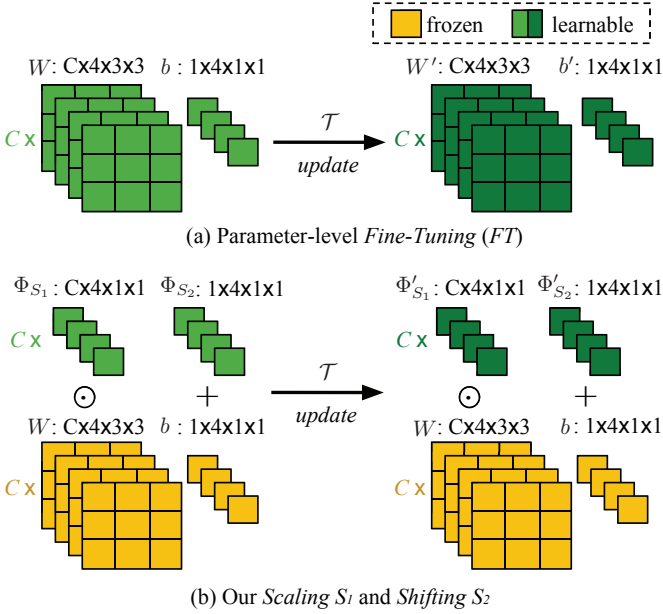 frozen learnable
W: Cx4x3x3 b: 1x4x1x1 W': Cx4x3x3 b': 1x4x1x1
C x 𝒯 C x
update
(a) Parameter-level Fine-Tuning (FT)
Φ_{S_1}: Cx4x1x1 Φ_{S_2}: 1x4x1x1 Φ'_{S_1}: Cx4x1x1 Φ'_{S_2}: 1x4x1x1
C x C x
𝒯
⊙ + ⊙ +
update
W: Cx4x3x3 b: 1x4x1x1 W: Cx4x3x3 b: 1x4x1x1
C x C x
(b) Our Scaling S₁ and Shifting S₂